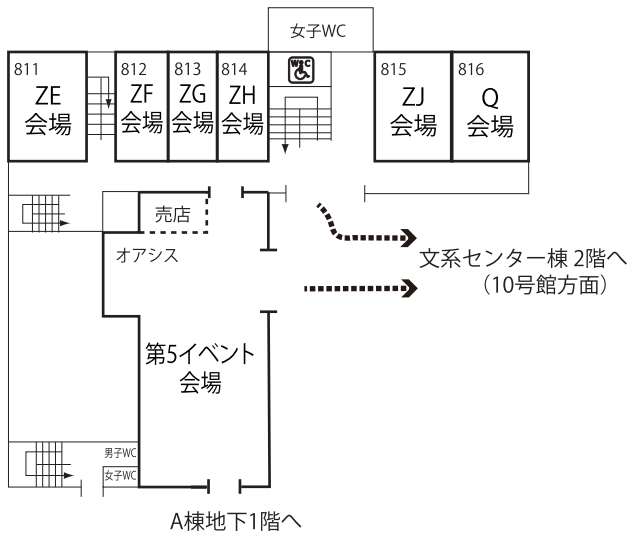 女子WC
811
ZE
会場
812
ZF
会場
813
ZG
会場
814
ZH
会場
WC
815
ZJ
会場
816
Q
会場
売店
オアシス
文系センター棟 2階へ
（10号館方面）
第5イベント
会場
男子WC
女子WC
A棟地下1階へ